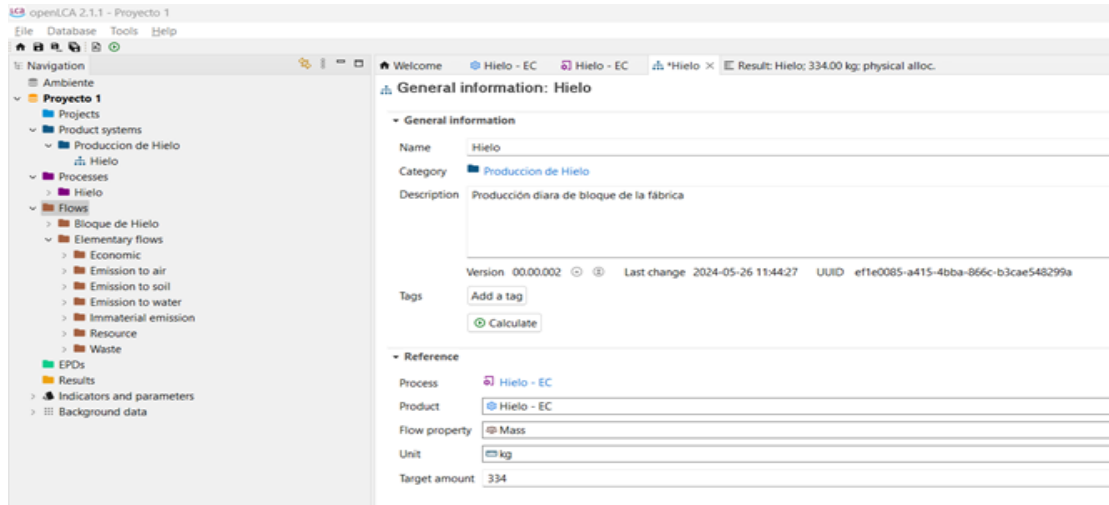 openLCA 2.1.1 - Proyecto 1
File Database Tools Help
Navigation
Ambiente
Proyecto 1
Projects
Product systems
Produccion de Hielo
Hielo
Processes
Hielo
Flows
Bloque de Hielo
Elementary flows
Economic
Emission to air
Emission to soil
Emission to water
Immaterial emission
Resource
Waste
EPDs
Results
Indicators and parameters
Background data
Welcome Hielo - EC Hielo - EC *Hielo Result: Hielo; 334.00 kg; physical alloc.
General information: Hielo
General information
Name Hielo
Category Produccion de Hielo
Description Producción diara de bloque de la fábrica
Version 00.00.002 Last change 2024-05-26 11:44:27 UUID ef1e0085-a415-4bba-866c-b3cae548299a
Tags Add a tag
Calculate
Reference
Process Hielo - EC
Product Hielo - EC
Flow property Mass
Unit kg
Target amount 334